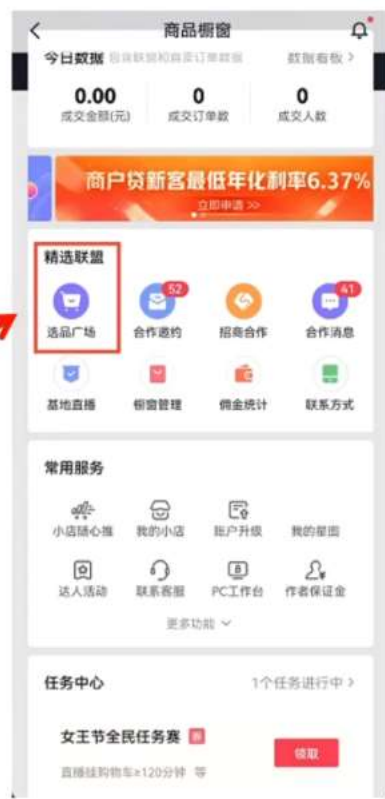 商品橱窗
今日数据 数据看板 >
0.00 0 0
成交金额(元) 成交订单数 成交人数
商户贷新客最低年化利率6.37%
立即申请 >>
精选联盟
52 41
选品广场 合作邀约 招商合作 合作消息
基地直播 橱窗管理 佣金统计 联系方式
常用服务
小店随心推 我的小店 账户升级 我的星图
达人活动 联系客服 PC工作台 作者保证金
更多功能
任务中心 1个任务进行中 >
女王节全民任务赛
领取
直播挂购物车≥120分钟 等